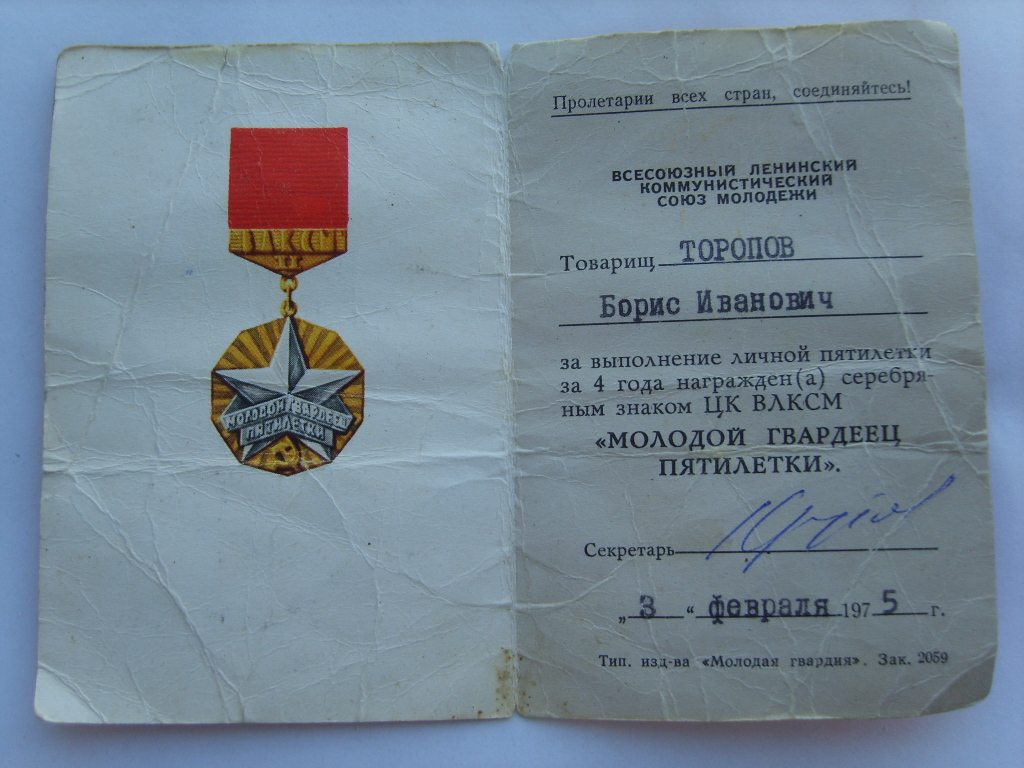 ВЛКСМ
МОЛОДОЙ ГВАРДЕЕЦ
ПЯТИЛЕТКИ
Пролетарии всех стран, соединяйтесь!
ВСЕСОЮЗНЫЙ ЛЕНИНСКИЙ
КОММУНИСТИЧЕСКИЙ
СОЮЗ МОЛОДЕЖИ
Товарищ ТОРОПОВ
Борис Иванович
за выполнение личной пятилетки
за 4 года награжден(а) серебря-
ным знаком ЦК ВЛКСМ
«МОЛОДОЙ ГВАРДЕЕЦ
ПЯТИЛЕТКИ».
Секретарь
„3“ февраля 1975 г.
Тип. изд-ва «Молодая гвардия». Зак. 2059